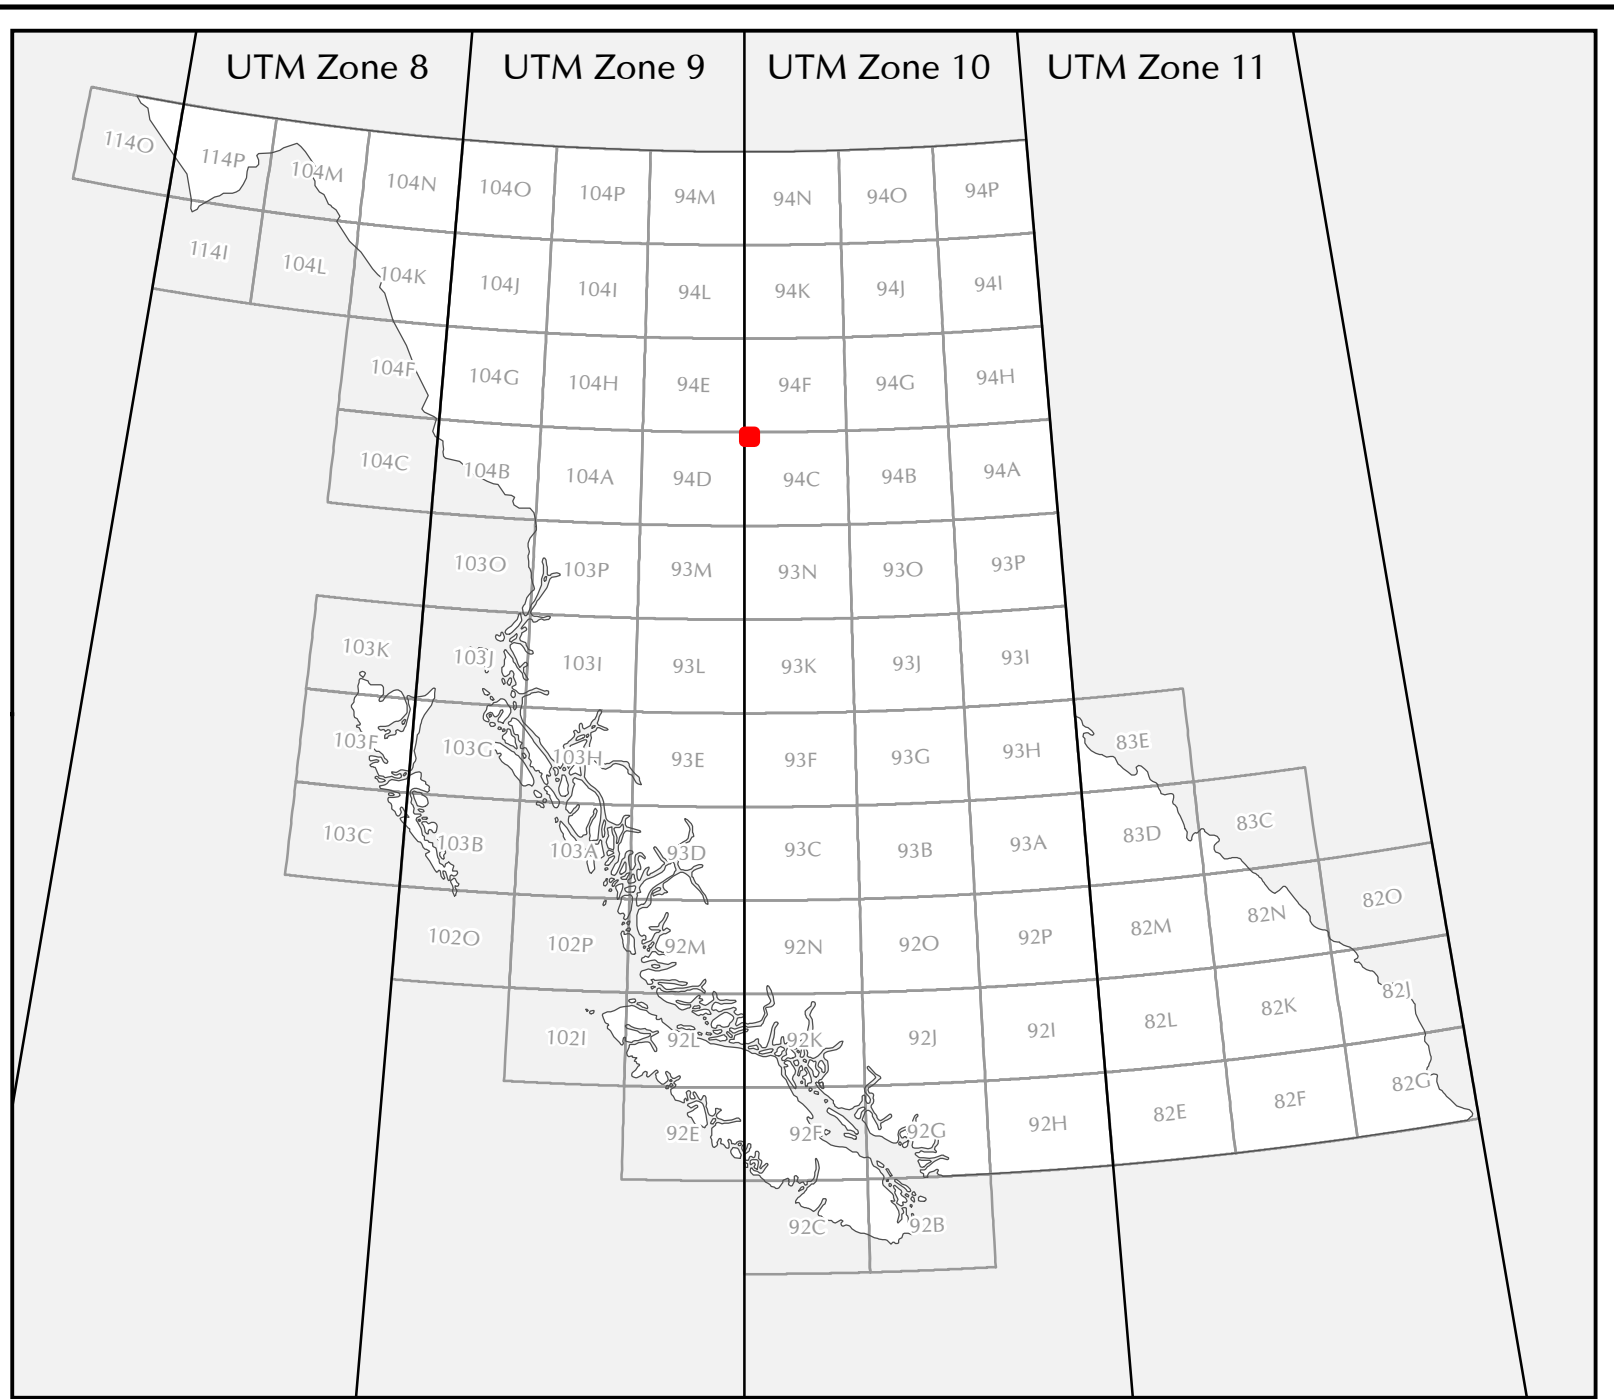 UTM Zone 8 UTM Zone 9 UTM Zone 10 UTM Zone 11
114O 114P 104M 104N 104O 104P 94M 94N 94O 94P
114I 104L 104K 104J 104I 94L 94K 94J 94I
104F 104G 104H 94E 94F 94G 94H
104C 104B 104A 94D 94C 94B 94A
103O 103P 93M 93N 93O 93P
103K 103J 103I 93L 93K 93J 93I
103F 103G 103H 93E 93F 93G 93H 83E
103C 103B 103A 93D 93C 93B 93A 83D 83C
102O 102P 92M 92N 92O 92P 82M 82N 82O
102I 92L 92K 92J 92I 82L 82K 82J
92E 92F 92G 92H 82E 82F 82G
92C 92B